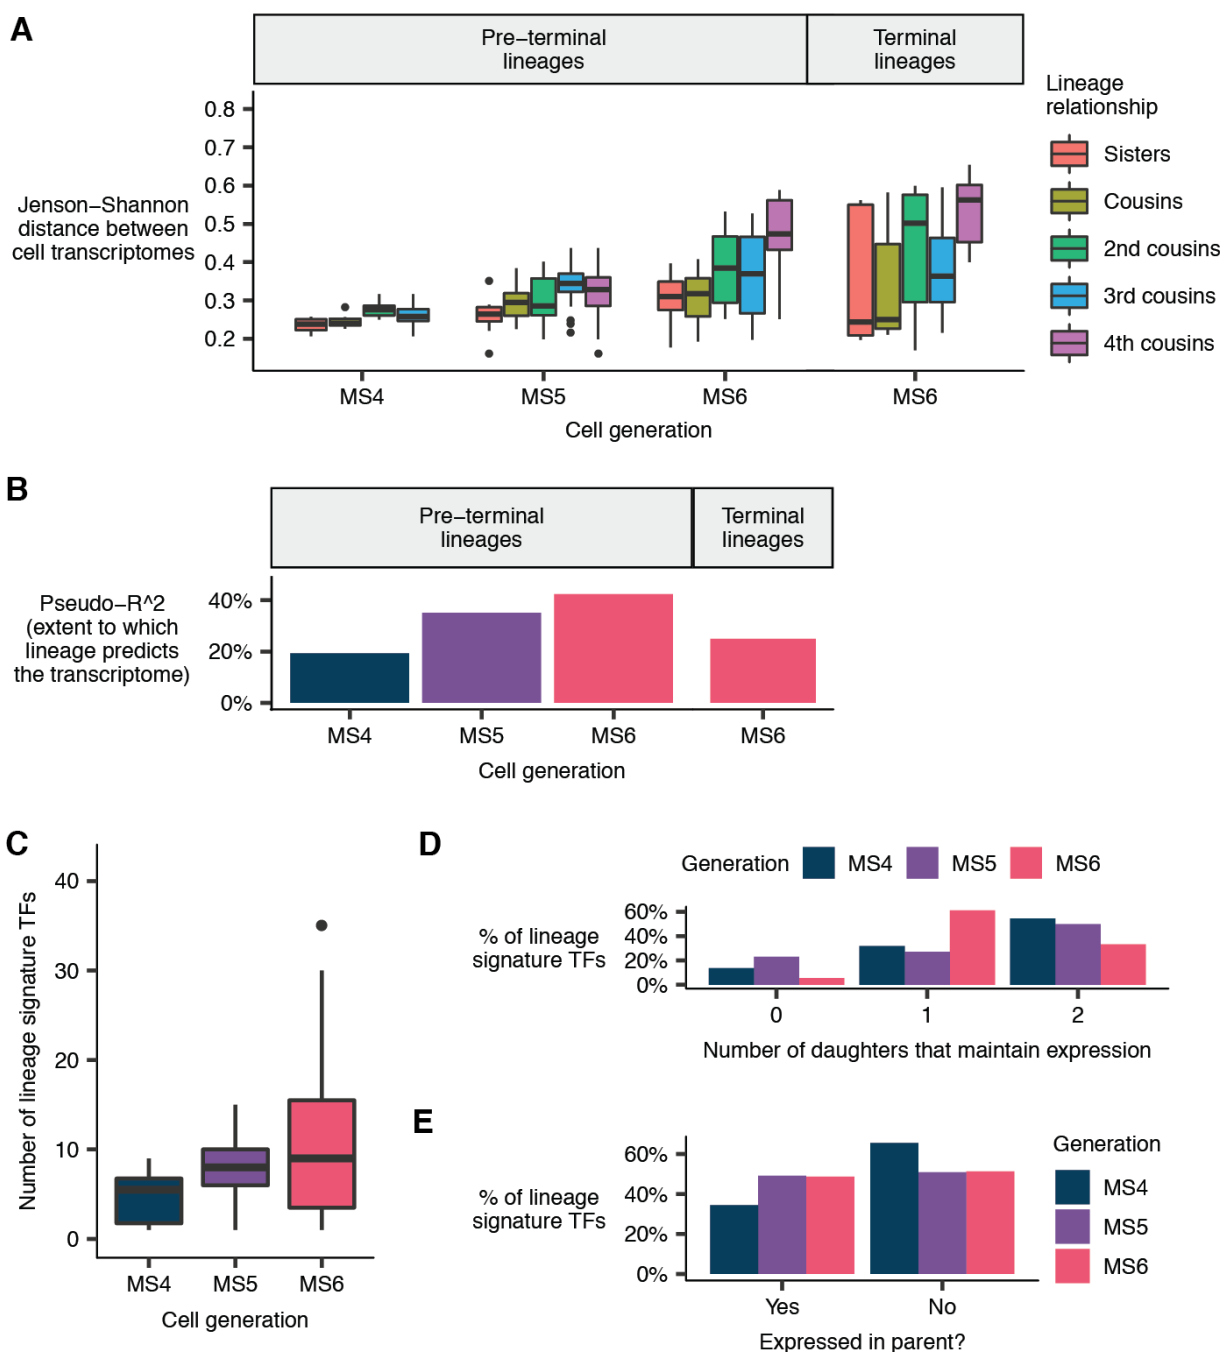 A
Pre–terminal
lineages
Terminal
lineages
Lineage
relationship
Sisters
Cousins
2nd cousins
3rd cousins
4th cousins
Jenson–Shannon
distance between
cell transcriptomes
0.8
0.7
0.6
0.5
0.4
0.3
0.2
MS4
MS5
MS6
MS6
Cell generation
B
Pre–terminal
lineages
Terminal
lineages
Pseudo–R^2
(extent to which
lineage predicts
the transcriptome)
40%
20%
0%
MS4
MS5
MS6
MS6
Cell generation
C
Number of lineage signature TFs
40
30
20
10
0
MS4
MS5
MS6
Cell generation
D
Generation
MS4
MS5
MS6
% of lineage
signature TFs
60%
40%
20%
0%
0
1
2
Number of daughters that maintain expression
E
% of lineage
signature TFs
60%
40%
20%
0%
Yes
No
Expressed in parent?
Generation
MS4
MS5
MS6